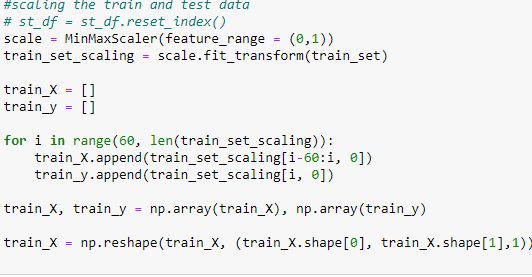 #scaling the train and test data
# st_df = st_df.reset_index()
scale = MinMaxScaler(feature_range = (0,1))
train_set_scaling = scale.fit_transform(train_set)
train_X = []
train_y = []
for i in range(60, len(train_set_scaling)):
    train_X.append(train_set_scaling[i-60:i, 0])
    train_y.append(train_set_scaling[i, 0])
train_X, train_y = np.array(train_X), np.array(train_y)
train_X = np.reshape(train_X, (train_X.shape[0], train_X.shape[1],1))